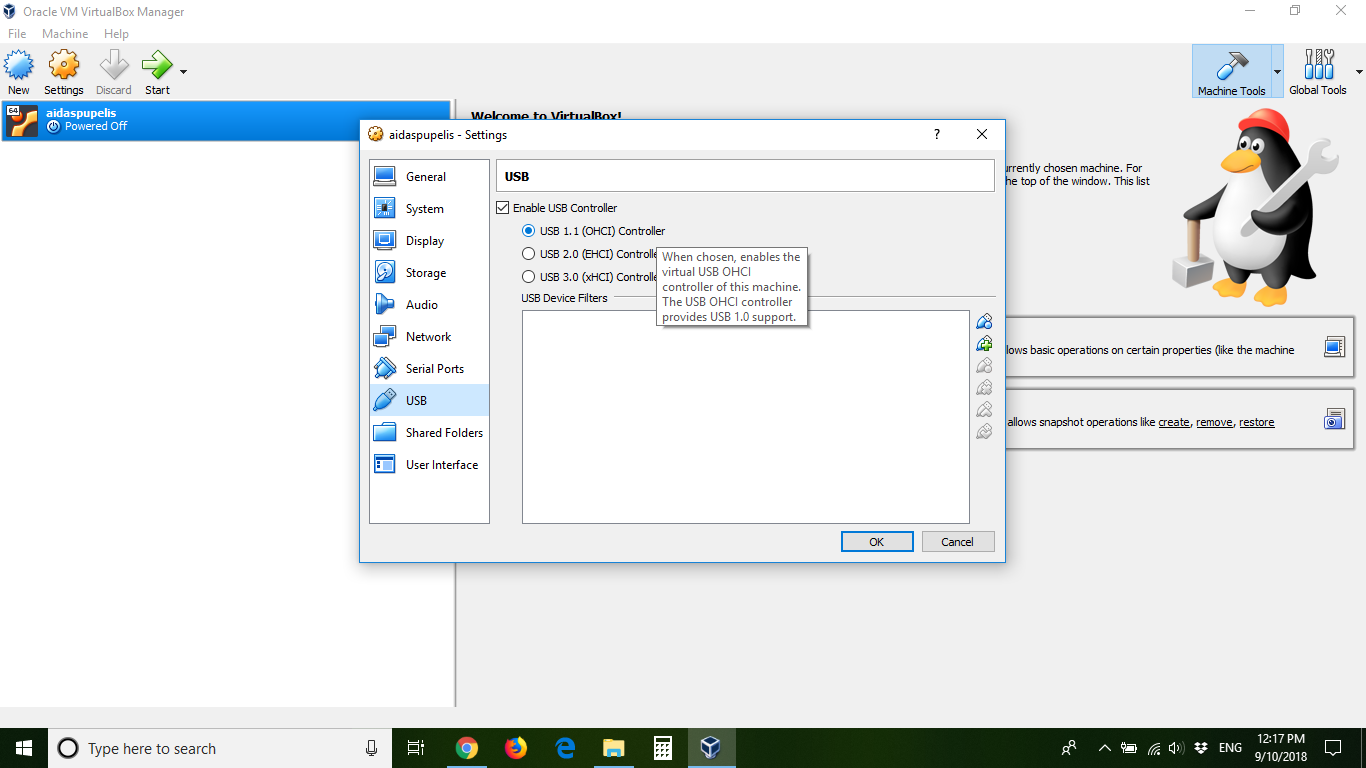 Oracle VM VirtualBox Manager
File Machine Help
New Settings Discard Start
Machine Tools Global Tools
64
aidaspupelis
Powered Off
Welcome to VirtualBox!
urrently chosen machine. For
he top of the window. This list
lows basic operations on certain properties (like the machine
allows snapshot operations like create, remove, restore
aidaspupelis - Settings ?
General
System
Display
Storage
Audio
Network
Serial Ports
USB
Shared Folders
User Interface
USB
Enable USB Controller
USB 1.1 (OHCI) Controller
USB 2.0 (EHCI) Controlle
USB 3.0 (xHCI) Controlle
When chosen, enables the
virtual USB OHCI
controller of this machine.
The USB OHCI controller
provides USB 1.0 support.
USB Device Filters
OK Cancel
Type here to search
ENG
12:17 PM
9/10/2018